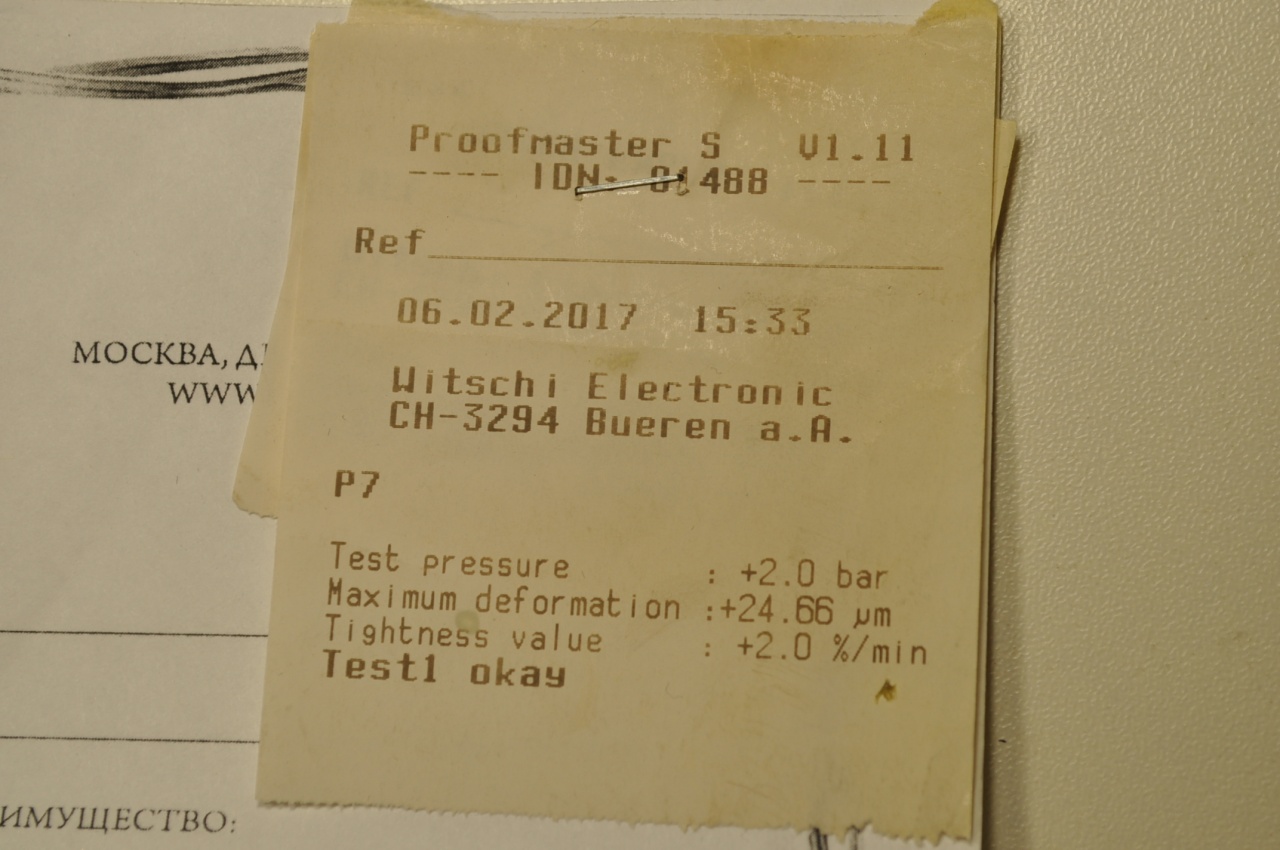 Proofmaster S V1.11
---- IDN: 01488 ----
Ref
06.02.2017 15:33
Witschi Electronic
CH-3294 Bueren a.A.
P7
Test pressure : +2.0 bar
Maximum deformation :+24.66 µm
Tightness value : +2.0 %/min
Test1 okay
МОСКВА,
WWW
ИМУЩЕСТВО: